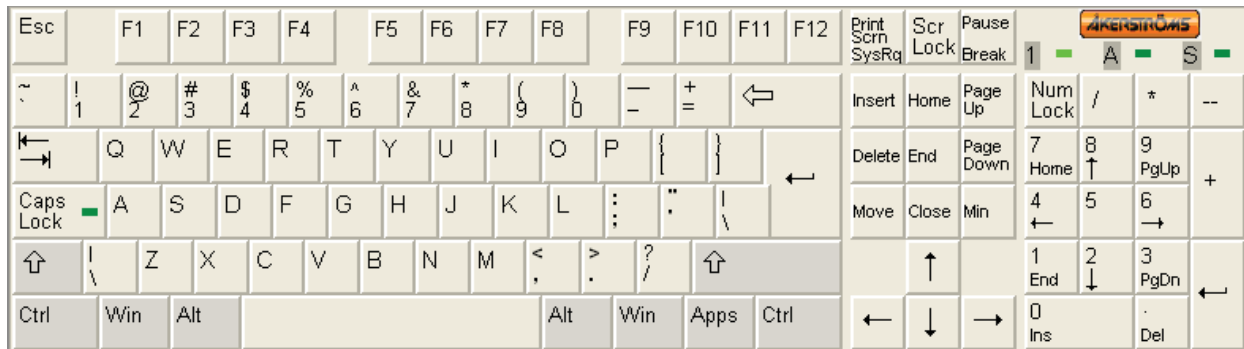 Esc F1 F2 F3 F4 F5 F6 F7 F8 F9 F10 F11 F12 Print Scrn SysRq Scr Lock Pause Break ÅKERSTRÖMS
1 A S
~ ` ! 1 @ 2 # 3 $ 4 % 5 ^ 6 & 7 * 8 ( 9 ) 0 — – + = ⇦ Insert Home Page Up Num Lock / * --
Q W E R T Y U I O P { [ } ] Delete End Page Down 7 Home 8 ↑ 9 PgUp +
Caps Lock A S D F G H J K L : ; " . | \ Move Close Min 4 ← 5 6 →
⇧ | \ Z X C V B N M < , > . ? / ⇧ ↑ 1 End 2 ↓ 3 PgDn
Ctrl Win Alt Alt Win Apps Ctrl ← ↓ → 0 Ins . Del